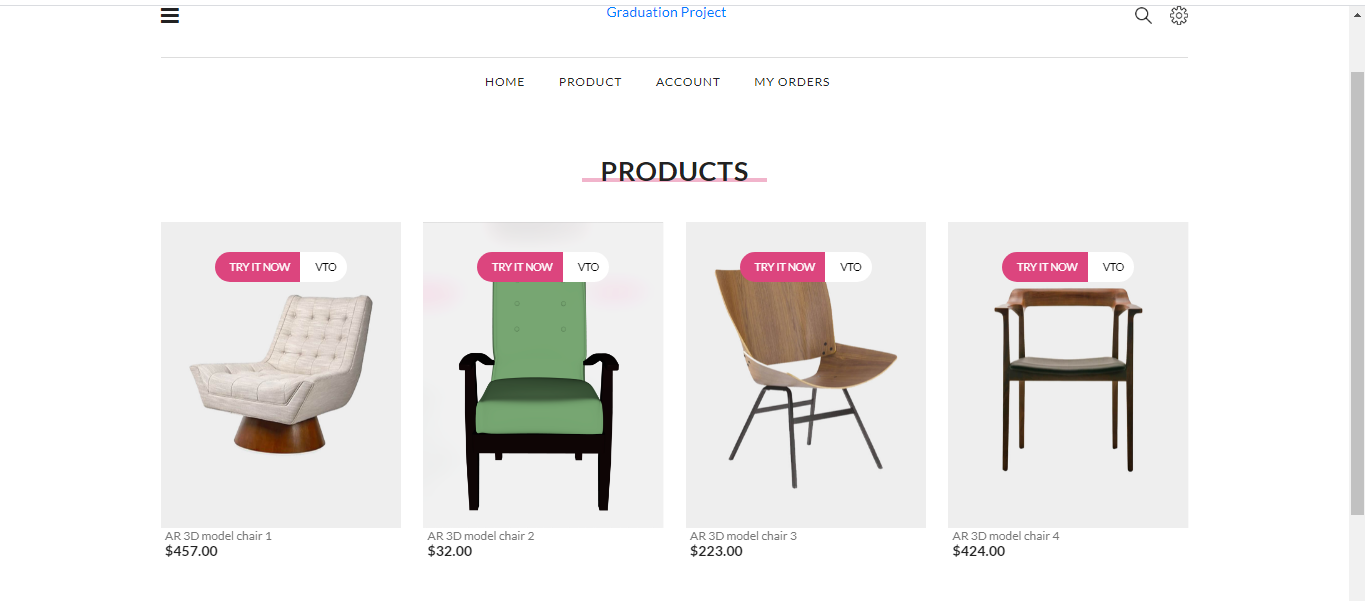 Graduation Project
HOME PRODUCT ACCOUNT MY ORDERS
PRODUCTS
TRY IT NOW VTO TRY IT NOW VTO TRY IT NOW VTO TRY IT NOW VTO
AR 3D model chair 1 AR 3D model chair 2 AR 3D model chair 3 AR 3D model chair 4
$457.00 $32.00 $223.00 $424.00